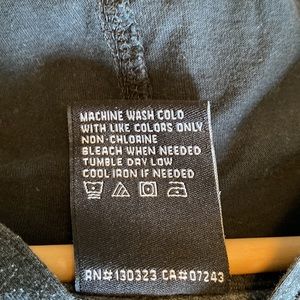 MACHINE WASH COLD
WITH LIKE COLORS ONLY
NON-CHLORINE
BLEACH WHEN NEEDED
TUMBLE DRY LOW
COOL IRON IF NEEDED
RN#130323 CA#07243